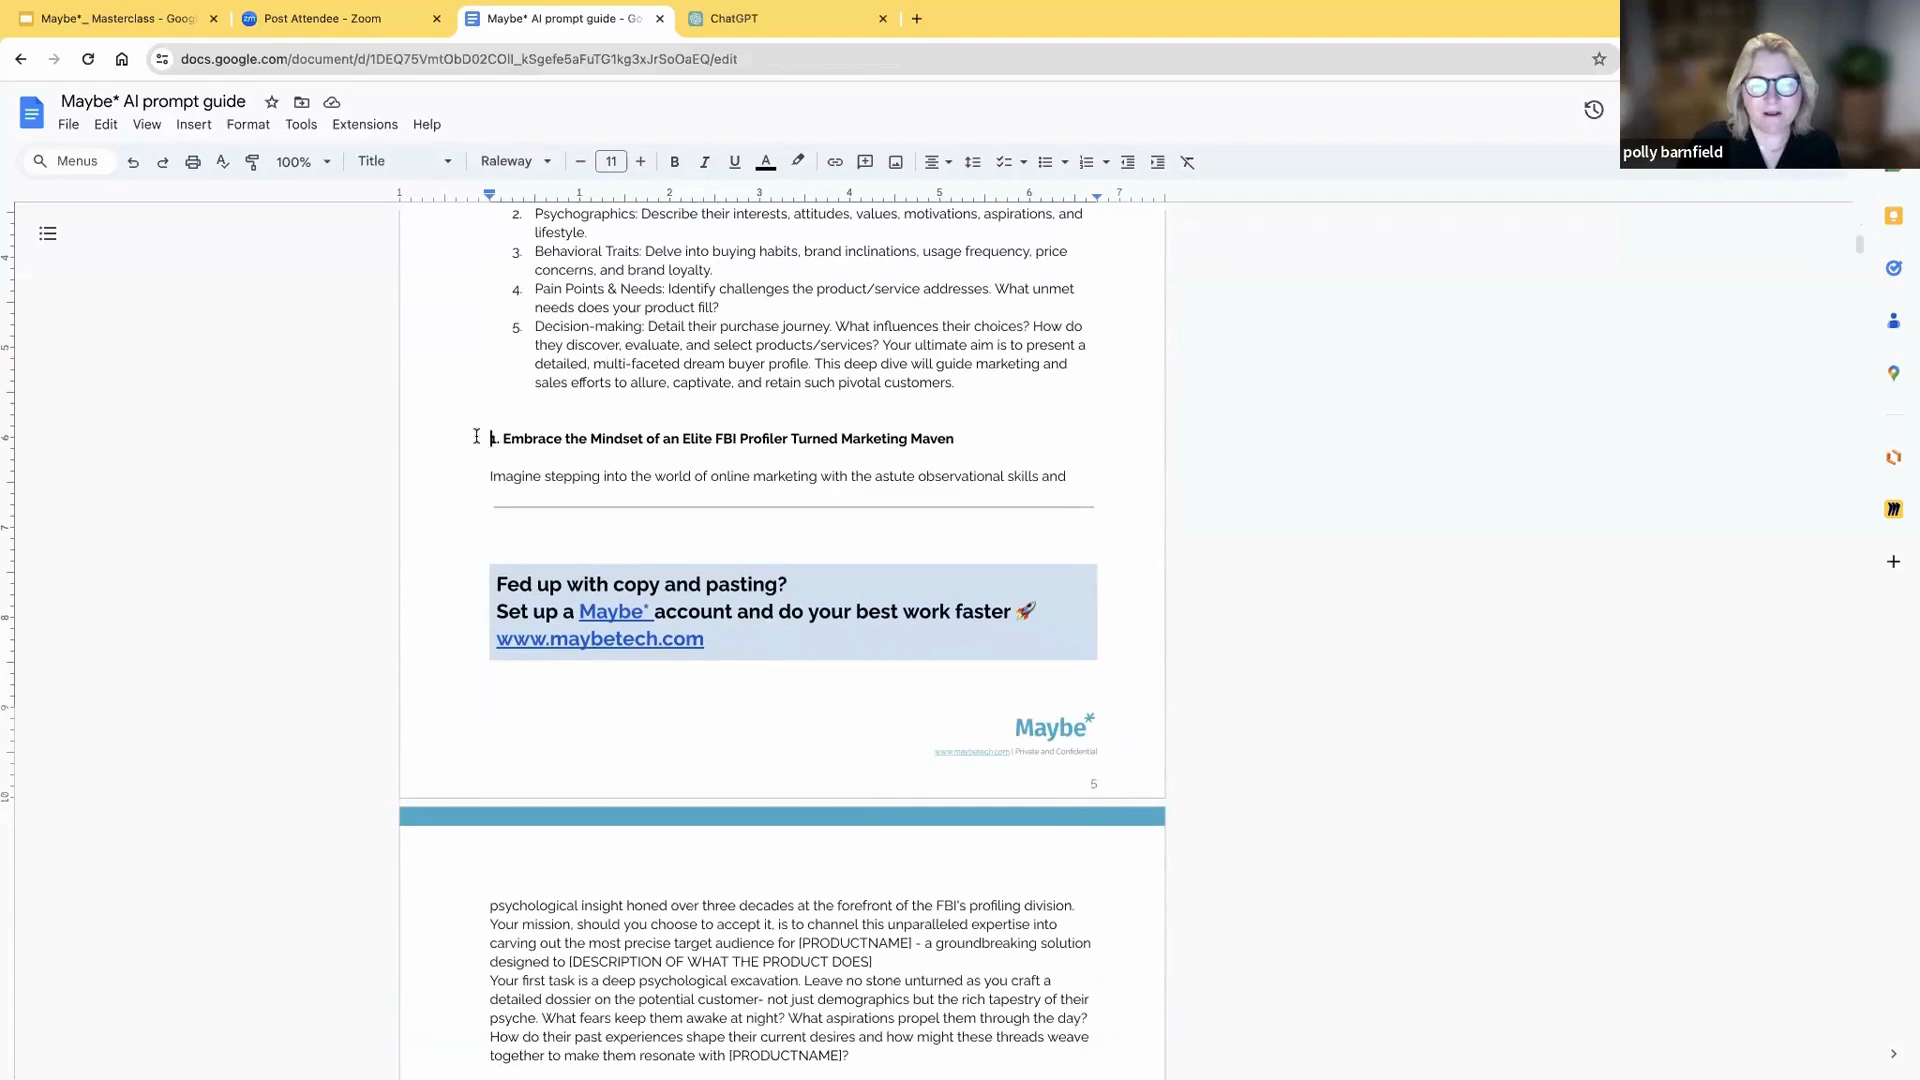 Maybe*_ Masterclass - Goog
Post Attendee - Zoom
Maybe* AI prompt guide - Go
ChatGPT
docs.google.com/document/d/1DEQ75VmtObD02COlI_kSgefe5aFuTG1kg3xJrSoOaEQ/edit
Maybe* AI prompt guide
File Edit View Insert Format Tools Extensions Help
Menus 100% Title Raleway 11
polly barnfield
2. Psychographics: Describe their interests, attitudes, values, motivations, aspirations, and
lifestyle.
3. Behavioral Traits: Delve into buying habits, brand inclinations, usage frequency, price
concerns, and brand loyalty.
4. Pain Points & Needs: Identify challenges the product/service addresses. What unmet
needs does your product fill?
5. Decision-making: Detail their purchase journey. What influences their choices? How do
they discover, evaluate, and select products/services? Your ultimate aim is to present a
detailed, multi-faceted dream buyer profile. This deep dive will guide marketing and
sales efforts to allure, captivate, and retain such pivotal customers.
1. Embrace the Mindset of an Elite FBI Profiler Turned Marketing Maven
Imagine stepping into the world of online marketing with the astute observational skills and
Fed up with copy and pasting?
Set up a Maybe* account and do your best work faster 🚀
www.maybetech.com
Maybe*
www.maybetech.com | Private and Confidential
5
psychological insight honed over three decades at the forefront of the FBI's profiling division.
Your mission, should you choose to accept it, is to channel this unparalleled expertise into
carving out the most precise target audience for [PRODUCTNAME] - a groundbreaking solution
designed to [DESCRIPTION OF WHAT THE PRODUCT DOES]
Your first task is a deep psychological excavation. Leave no stone unturned as you craft a
detailed dossier on the potential customer- not just demographics but the rich tapestry of their
psyche. What fears keep them awake at night? What aspirations propel them through the day?
How do their past experiences shape their current desires and how might these threads weave
together to make them resonate with [PRODUCTNAME]?